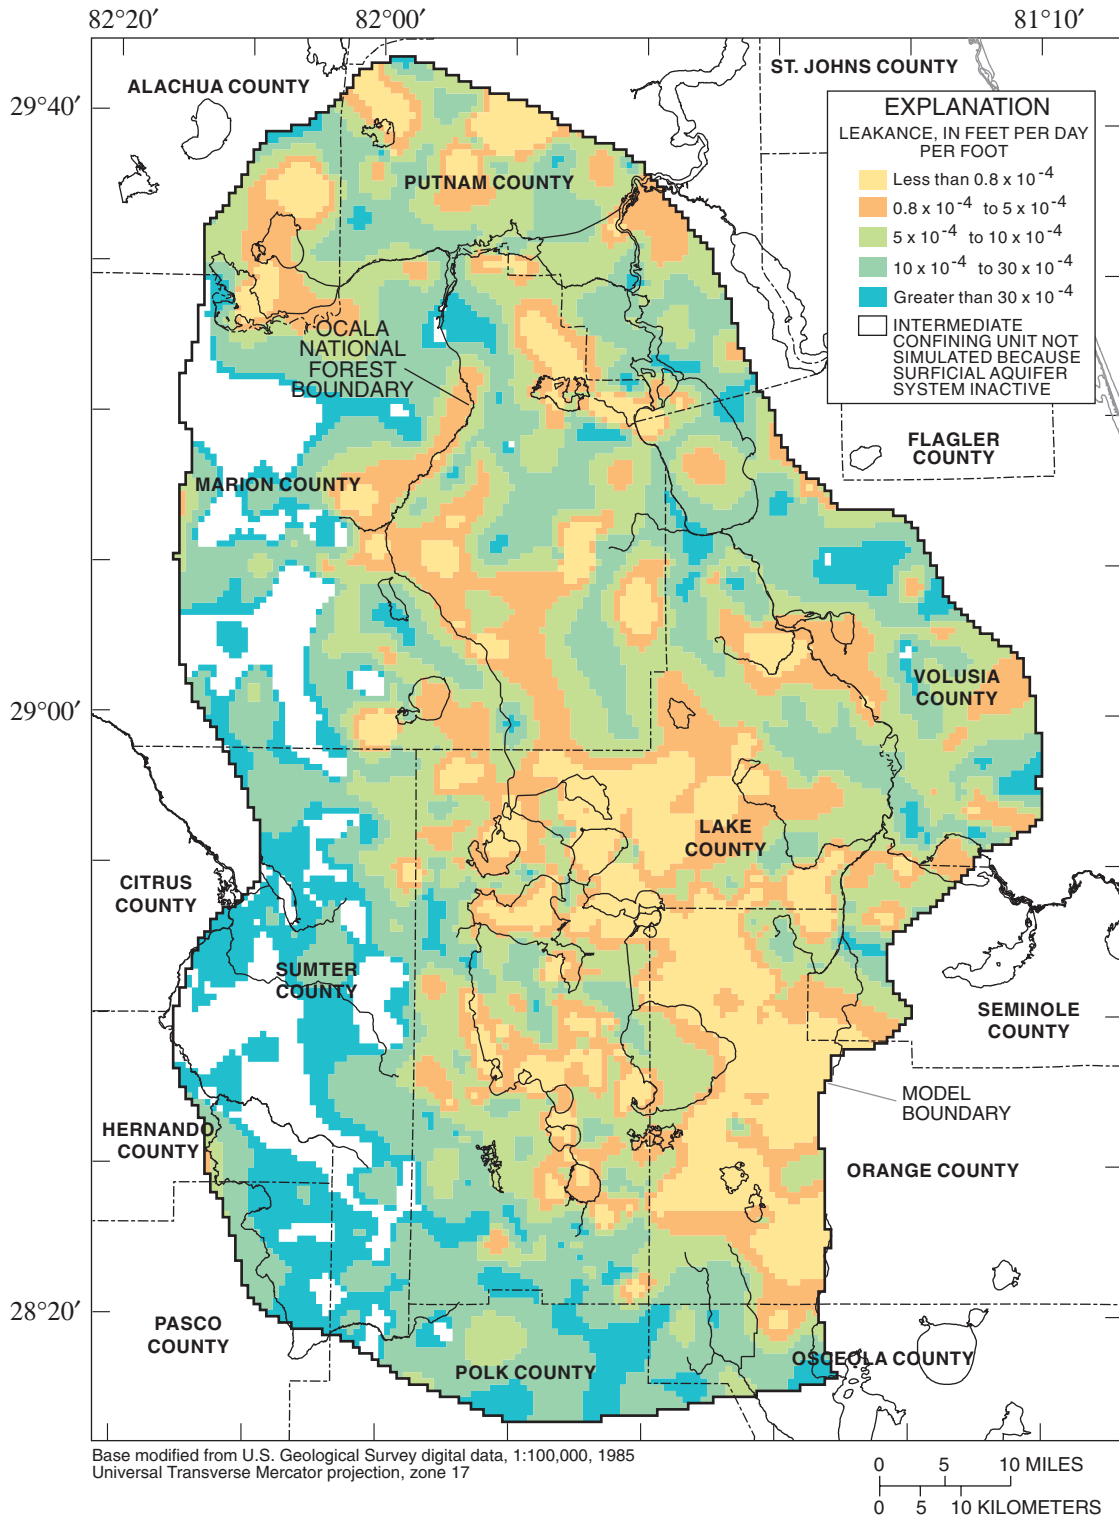 82°20′
82°00′
81°10′
29°40′
29°00′
28°20′
ALACHUA COUNTY
ST. JOHNS COUNTY
PUTNAM COUNTY
EXPLANATION
LEAKANCE, IN FEET PER DAY
PER FOOT
Less than 0.8 x 10⁻⁴
0.8 x 10⁻⁴ to 5 x 10⁻⁴
5 x 10⁻⁴ to 10 x 10⁻⁴
10 x 10⁻⁴ to 30 x 10⁻⁴
Greater than 30 x 10⁻⁴
INTERMEDIATE
CONFINING UNIT NOT
SIMULATED BECAUSE
SURFICIAL AQUIFER
SYSTEM INACTIVE
OCALA
NATIONAL
FOREST
BOUNDARY
FLAGLER
COUNTY
MARION COUNTY
VOLUSIA
COUNTY
LAKE
COUNTY
CITRUS
COUNTY
SUMTER
COUNTY
SEMINOLE
COUNTY
MODEL
BOUNDARY
HERNANDO
COUNTY
ORANGE COUNTY
PASCO
COUNTY
OSCEOLA COUNTY
POLK COUNTY
Base modified from U.S. Geological Survey digital data, 1:100,000, 1985
Universal Transverse Mercator projection, zone 17
0 5 10 MILES
0 5 10 KILOMETERS